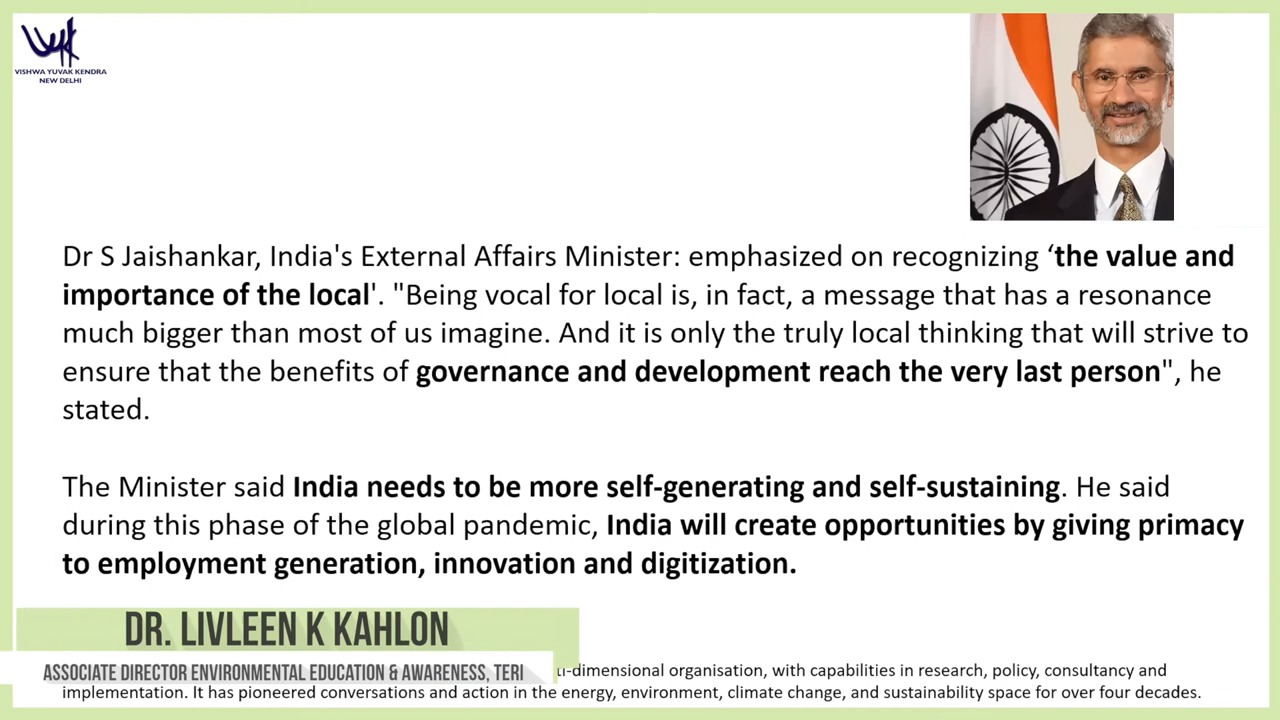 VISHWA YUVAK KENDRA
NEW DELHI
Dr S Jaishankar, India's External Affairs Minister: emphasized on recognizing ‘the value and
importance of the local'. "Being vocal for local is, in fact, a message that has a resonance
much bigger than most of us imagine. And it is only the truly local thinking that will strive to
ensure that the benefits of governance and development reach the very last person", he
stated.
The Minister said India needs to be more self-generating and self-sustaining. He said
during this phase of the global pandemic, India will create opportunities by giving primacy
to employment generation, innovation and digitization.
DR. LIVLEEN K KAHLON
ASSOCIATE DIRECTOR ENVIRONMENTAL EDUCATION & AWARENESS, TERI
ti-dimensional organisation, with capabilities in research, policy, consultancy and
implementation. It has pioneered conversations and action in the energy, environment, climate change, and sustainability space for over four decades.